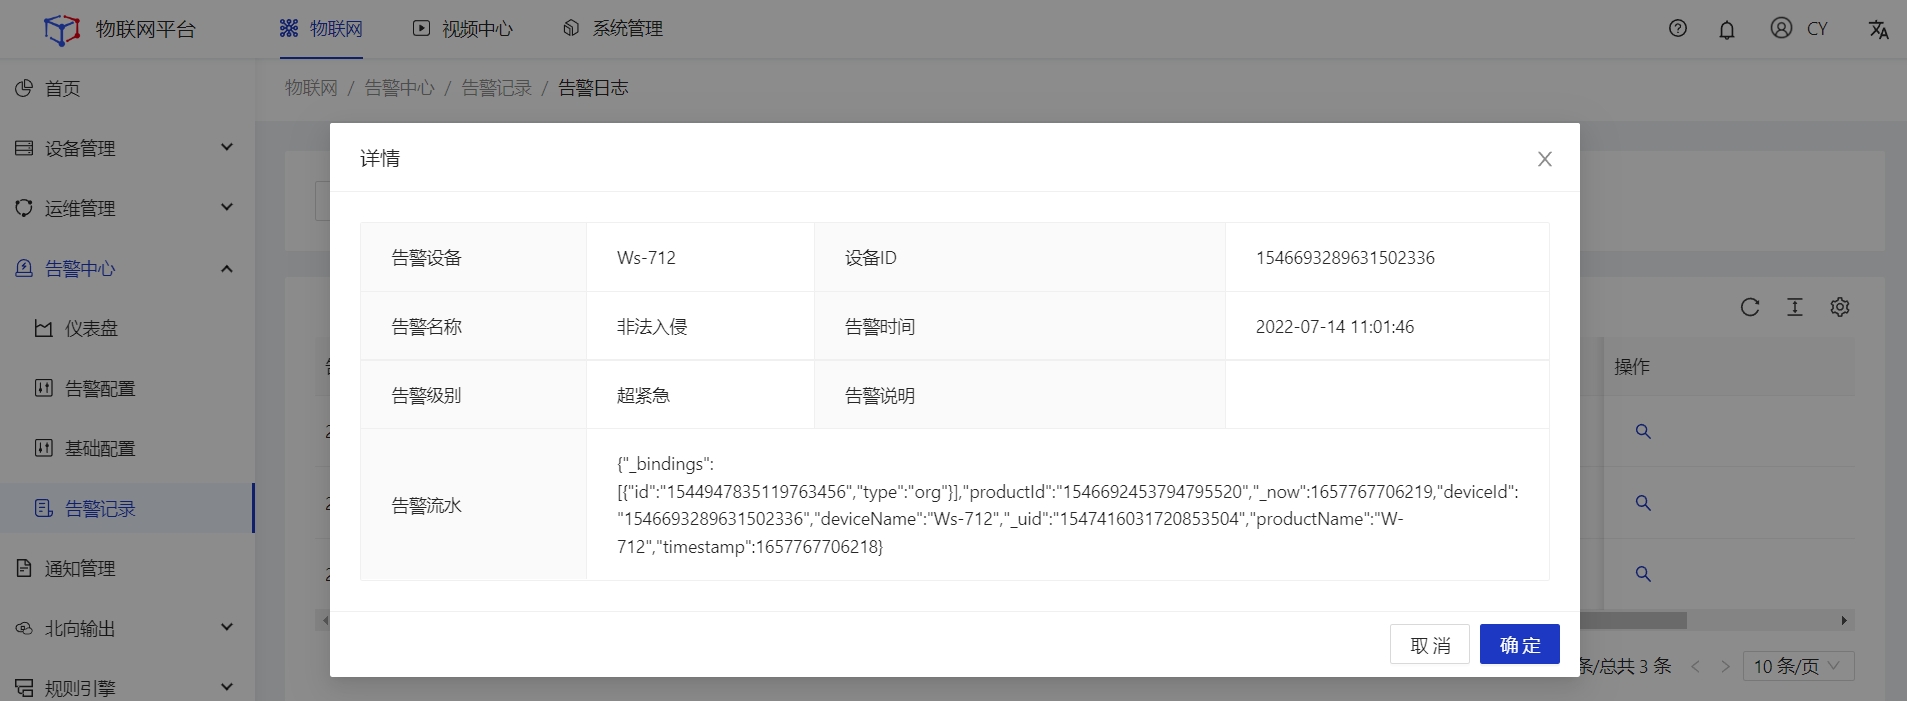 物联网平台
物联网
视频中心
系统管理
CY
首页
设备管理
运维管理
告警中心
仪表盘
告警配置
基础配置
告警记录
通知管理
北向输出
规则引擎
物联网 / 告警中心 / 告警记录 / 告警日志
详情
告警设备 Ws-712 设备ID 1546693289631502336
告警名称 非法入侵 告警时间 2022-07-14 11:01:46
告警级别 超紧急 告警说明
告警流水
{"_bindings":
[{"id":"1544947835119763456","type":"org"}],"productId":"1546692453794795520","_now":1657767706219,"deviceId":
"1546693289631502336","deviceName":"Ws-712","_uid":"1547416031720853504","productName":"W-
712","timestamp":1657767706218}
取消 确定
操作
条/总共 3 条
10 条/页